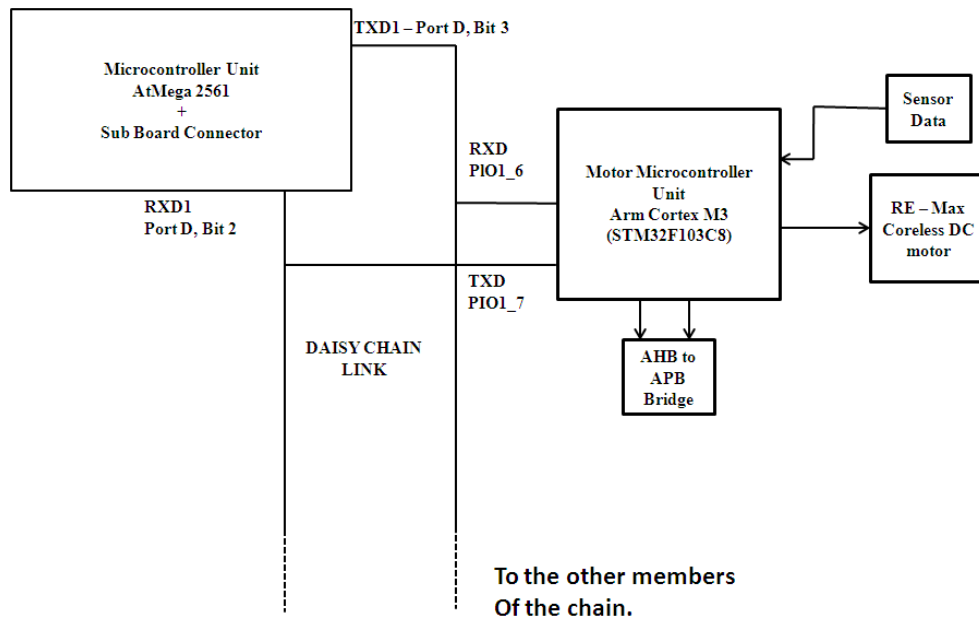 TXD1 – Port D, Bit 3
Microcontroller Unit
AtMega 2561
+
Sub Board Connector
RXD1
Port D, Bit 2
RXD
PIO1_6
Motor Microcontroller
Unit
Arm Cortex M3
(STM32F103C8)
Sensor
Data
RE – Max
Coreless DC
motor
TXD
PIO1_7
DAISY CHAIN
LINK
AHB to
APB
Bridge
To the other members
Of the chain.